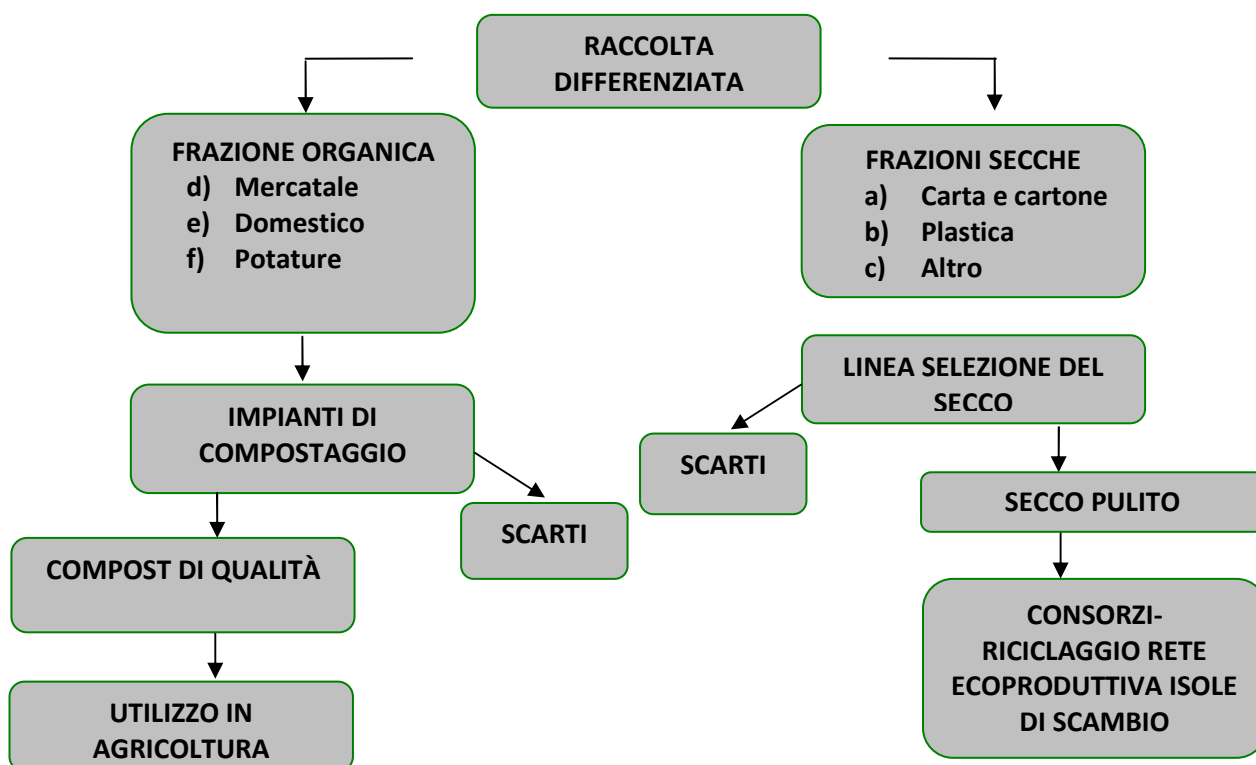 RACCOLTA
DIFFERENZIATA
FRAZIONE ORGANICA
d) Mercatale
e) Domestico
f) Potature
FRAZIONI SECCHE
a) Carta e cartone
b) Plastica
c) Altro
IMPIANTI DI
COMPOSTAGGIO
LINEA SELEZIONE DEL
SECCO
SCARTI
SCARTI
SECCO PULITO
COMPOST DI QUALITÀ
CONSORZI-
RICICLAGGIO RETE
ECOPRODUTTIVA ISOLE
DI SCAMBIO
UTILIZZO IN
AGRICOLTURA